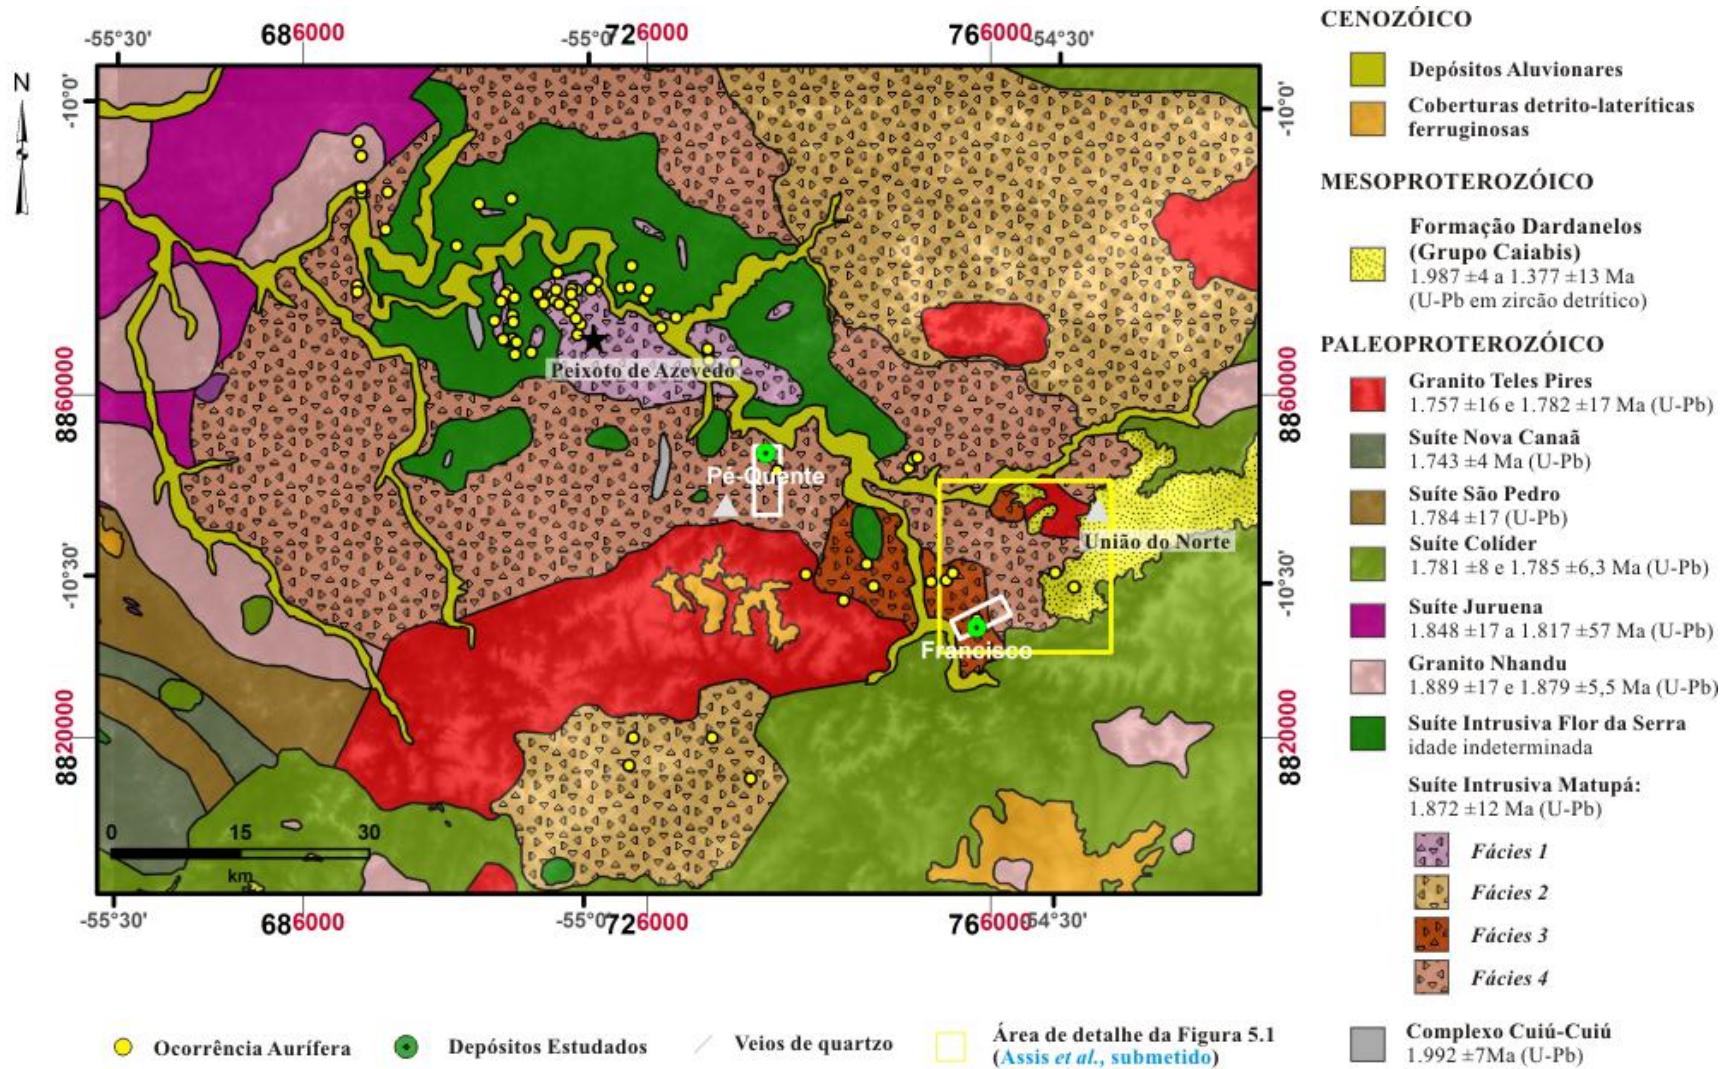 -55°30'
686000
-55°0'
726000
766000
-54°30'
N
-10°0'
-10°0'
8860000
8860000
Peixoto de Azevedo
Pé-Quente
União do Norte
-10°30'
-10°30'
Francisco
8820000
8820000
0 15 30
km
-55°30'
686000
-55°0'
726000
766000
-54°30'
CENOZÓICO
Depósitos Aluvionares
Coberturas detrito-lateríticas
ferruginosas
MESOPROTEROZÓICO
Formação Dardanelos
(Grupo Caiabis)
1.987 ±4 a 1.377 ±13 Ma
(U-Pb em zircão detrítico)
PALEOPROTEROZÓICO
Granito Teles Pires
1.757 ±16 e 1.782 ±17 Ma (U-Pb)
Suíte Nova Canaã
1.743 ±4 Ma (U-Pb)
Suíte São Pedro
1.784 ±17 (U-Pb)
Suíte Colíder
1.781 ±8 e 1.785 ±6,3 Ma (U-Pb)
Suíte Juruena
1.848 ±17 a 1.817 ±57 Ma (U-Pb)
Granito Nhandu
1.889 ±17 e 1.879 ±5,5 Ma (U-Pb)
Suíte Intrusiva Flor da Serra
idade indeterminada
Suíte Intrusiva Matupá:
1.872 ±12 Ma (U-Pb)
Fácies 1
Fácies 2
Fácies 3
Fácies 4
Complexo Cuiú-Cuiú
1.992 ±7Ma (U-Pb)
Ocorrência Aurífera
Depósitos Estudados
Veios de quartzo
Área de detalhe da Figura 5.1
(Assis et al., submetido)